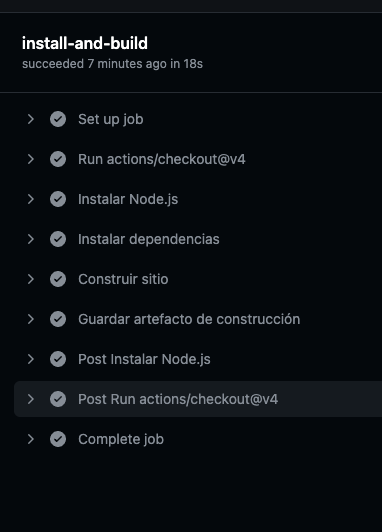 install-and-build
succeeded 7 minutes ago in 18s
Set up job
Run actions/checkout@v4
Instalar Node.js
Instalar dependencias
Construir sitio
Guardar artefacto de construcción
Post Instalar Node.js
Post Run actions/checkout@v4
Complete job